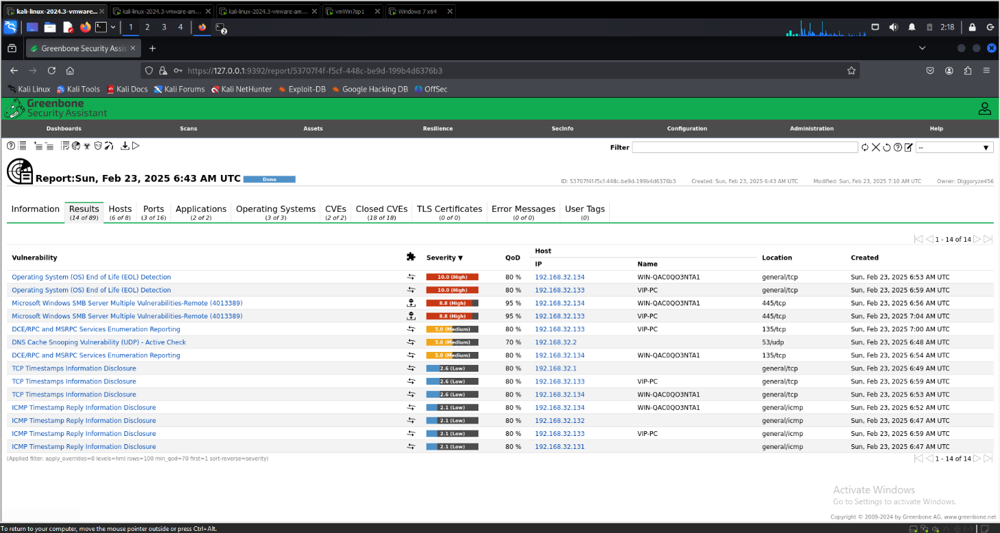 kali-linux-2024.3-vmware... kali-linux-2024.3-vmware-am... kali-linux-2024.3-vmware-am... vmWin7sp1 Windows 7 x64
1 2 3 4 2 2:18
Greenbone Security Assis
https://127.0.0.1:9392/report/53707f4f-f5cf-448c-be9d-199b4d6376b3
Kali Linux Kali Tools Kali Docs Kali Forums Kali NetHunter Exploit-DB Google Hacking DB OffSec
Greenbone
Security Assistant
Dashboards Scans Assets Resilience SecInfo Configuration Administration Help
Filter --
Report:Sun, Feb 23, 2025 6:43 AM UTC Done
ID: 53707f4f-f5cf-448c-be9d-199b4d6376b3 Created: Sun, Feb 23, 2025 6:43 AM UTC Modified: Sun, Feb 23, 2025 7:10 AM UTC Owner: Diggoryze456
Information Results Hosts Ports Applications Operating Systems CVEs Closed CVEs TLS Certificates Error Messages User Tags
(14 of 89) (6 of 8) (3 of 16) (2 of 2) (3 of 3) (2 of 2) (18 of 18) (0 of 0) (0 of 0) (0)
1 - 14 of 14
Vulnerability Severity ▼ QoD Host Location Created
IP Name
Operating System (OS) End of Life (EOL) Detection 10.0 (High) 80 % 192.168.32.134 WIN-QAC0QO3NTA1 general/tcp Sun, Feb 23, 2025 6:53 AM UTC
Operating System (OS) End of Life (EOL) Detection 10.0 (High) 80 % 192.168.32.133 VIP-PC general/tcp Sun, Feb 23, 2025 6:59 AM UTC
Microsoft Windows SMB Server Multiple Vulnerabilities-Remote (4013389) 8.8 (High) 95 % 192.168.32.134 WIN-QAC0QO3NTA1 445/tcp Sun, Feb 23, 2025 6:56 AM UTC
Microsoft Windows SMB Server Multiple Vulnerabilities-Remote (4013389) 8.8 (High) 95 % 192.168.32.133 VIP-PC 445/tcp Sun, Feb 23, 2025 7:04 AM UTC
DCE/RPC and MSRPC Services Enumeration Reporting 5.0 (Medium) 80 % 192.168.32.133 VIP-PC 135/tcp Sun, Feb 23, 2025 7:00 AM UTC
DNS Cache Snooping Vulnerability (UDP) - Active Check 5.0 (Medium) 70 % 192.168.32.2 53/udp Sun, Feb 23, 2025 6:48 AM UTC
DCE/RPC and MSRPC Services Enumeration Reporting 5.0 (Medium) 80 % 192.168.32.134 WIN-QAC0QO3NTA1 135/tcp Sun, Feb 23, 2025 6:54 AM UTC
TCP Timestamps Information Disclosure 2.6 (Low) 80 % 192.168.32.1 general/tcp Sun, Feb 23, 2025 6:49 AM UTC
TCP Timestamps Information Disclosure 2.6 (Low) 80 % 192.168.32.133 VIP-PC general/tcp Sun, Feb 23, 2025 6:59 AM UTC
TCP Timestamps Information Disclosure 2.6 (Low) 80 % 192.168.32.134 WIN-QAC0QO3NTA1 general/tcp Sun, Feb 23, 2025 6:53 AM UTC
ICMP Timestamp Reply Information Disclosure 2.1 (Low) 80 % 192.168.32.134 WIN-QAC0QO3NTA1 general/icmp Sun, Feb 23, 2025 6:52 AM UTC
ICMP Timestamp Reply Information Disclosure 2.1 (Low) 80 % 192.168.32.132 general/icmp Sun, Feb 23, 2025 6:47 AM UTC
ICMP Timestamp Reply Information Disclosure 2.1 (Low) 80 % 192.168.32.133 VIP-PC general/icmp Sun, Feb 23, 2025 6:59 AM UTC
ICMP Timestamp Reply Information Disclosure 2.1 (Low) 80 % 192.168.32.131 general/icmp Sun, Feb 23, 2025 6:47 AM UTC
(Applied filter: apply_overrides=0 levels=hml rows=100 min_qod=70 first=1 sort-reverse=severity) 1 - 14 of 14
Activate Windows
Go to Settings to activate Windows.
Copyright © 2009-2024 by Greenbone AG, www.greenbone.net
To return to your computer, move the mouse pointer outside or press Ctrl+Alt.